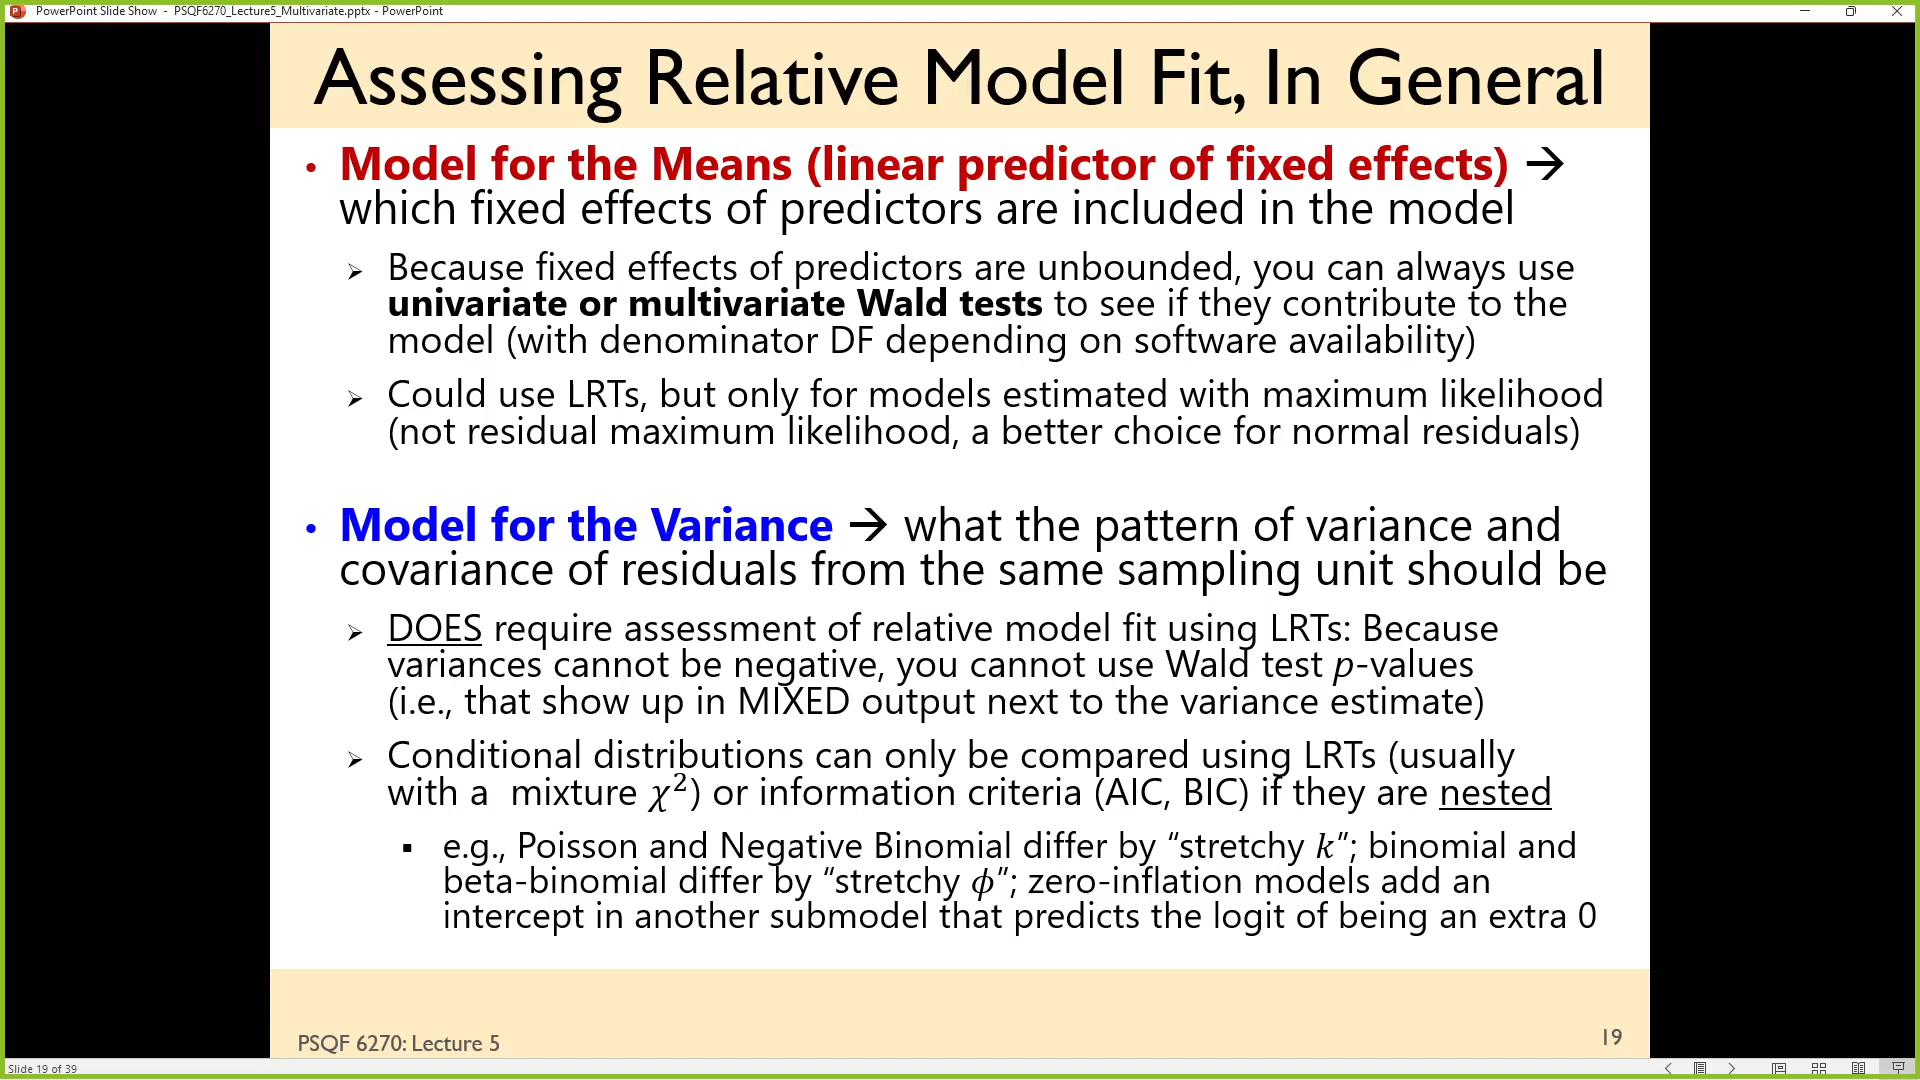 PowerPoint Slide Show - PSQF6270_Lecture5_Multivariate.pptx - PowerPoint
Assessing Relative Model Fit, In General
• Model for the Means (linear predictor of fixed effects) →
which fixed effects of predictors are included in the model
➢ Because fixed effects of predictors are unbounded, you can always use
univariate or multivariate Wald tests to see if they contribute to the
model (with denominator DF depending on software availability)
➢ Could use LRTs, but only for models estimated with maximum likelihood
(not residual maximum likelihood, a better choice for normal residuals)
• Model for the Variance → what the pattern of variance and
covariance of residuals from the same sampling unit should be
➢ DOES require assessment of relative model fit using LRTs: Because
variances cannot be negative, you cannot use Wald test p-values
(i.e., that show up in MIXED output next to the variance estimate)
➢ Conditional distributions can only be compared using LRTs (usually
with a mixture χ²) or information criteria (AIC, BIC) if they are nested
▪ e.g., Poisson and Negative Binomial differ by “stretchy k”; binomial and
beta-binomial differ by “stretchy ϕ”; zero-inflation models add an
intercept in another submodel that predicts the logit of being an extra 0
PSQF 6270: Lecture 5
19
Slide 19 of 39